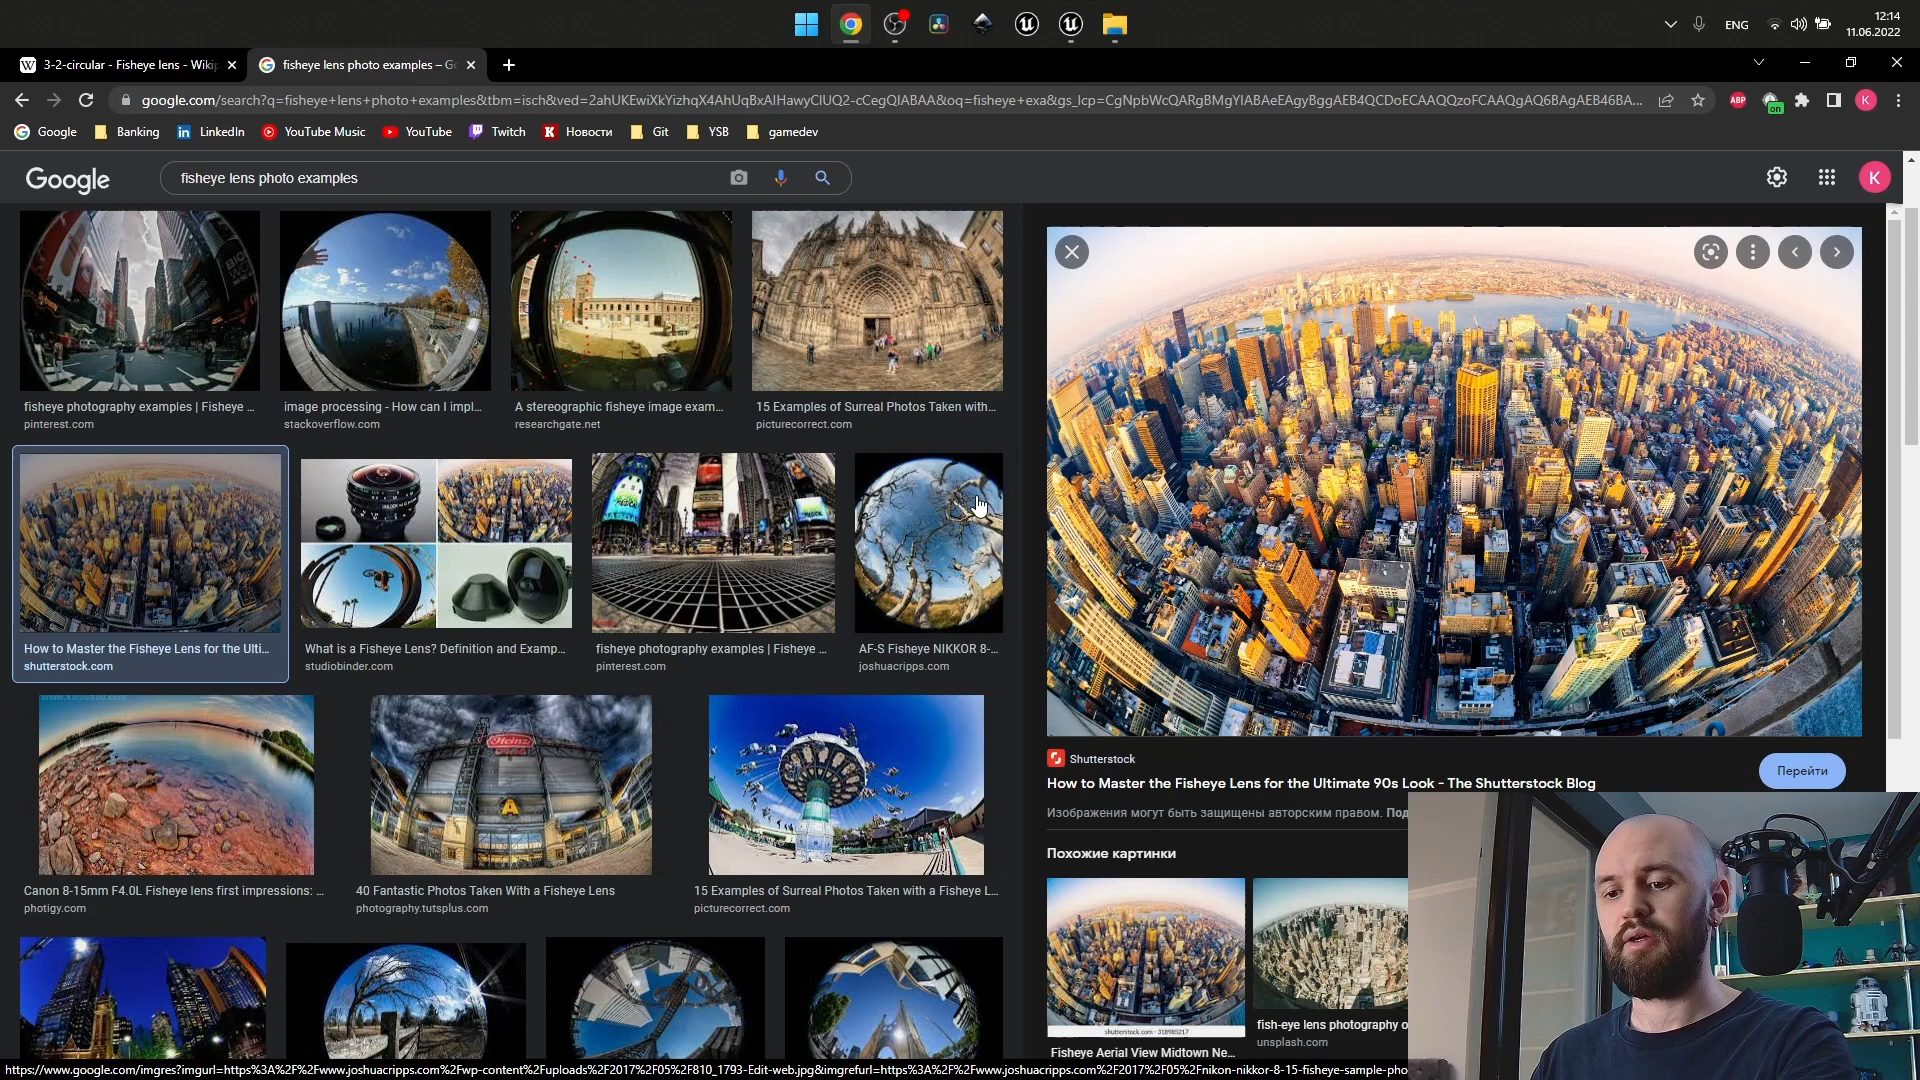 ENG
12:14
11.06.2022
3-2-circular - Fisheye lens - Wikip
fisheye lens photo examples – Go
google.com/search?q=fisheye+lens+photo+examples&tbm=isch&ved=2ahUKEwiXkYizhqX4AhUqBxAIHawyCIUQ2-cCegQIABAA&oq=fisheye+exa&gs_lcp=CgNpbWcQARgBMgYIABAeEAgyBggAEB4QCDoECAAQQzoFCAAQgAQ6BAgAEB46BA...
ABP
on
K
Google
Banking
LinkedIn
YouTube Music
YouTube
Twitch
Новости
Git
YSB
gamedev
Google
fisheye lens photo examples
K
fisheye photography examples | Fisheye ...
pinterest.com
image processing - How can I impl...
stackoverflow.com
A stereographic fisheye image exam...
researchgate.net
15 Examples of Surreal Photos Taken with...
picturecorrect.com
How to Master the Fisheye Lens for the Ulti...
shutterstock.com
What is a Fisheye Lens? Definition and Examp...
studiobinder.com
fisheye photography examples | Fisheye ...
pinterest.com
AF-S Fisheye NIKKOR 8-...
joshuacripps.com
Heinz
Canon 8-15mm F4.0L Fisheye lens first impressions: ...
photigy.com
40 Fantastic Photos Taken With a Fisheye Lens
photography.tutsplus.com
15 Examples of Surreal Photos Taken with a Fisheye L...
picturecorrect.com
Shutterstock
How to Master the Fisheye Lens for the Ultimate 90s Look - The Shutterstock Blog
Перейти
Изображения могут быть защищены авторским правом. Под
Похожие картинки
shutterstock.com · 318985217
Fisheye Aerial View Midtown Ne...
fish-eye lens photography o
unsplash.com
https://www.google.com/imgres?imgurl=https%3A%2F%2Fwww.joshuacripps.com%2Fwp-content%2Fuploads%2F2017%2F05%2F810_1793-Edit-web.jpg&imgrefurl=https%3A%2F%2Fwww.joshuacripps.com%2F2017%2F05%2Fnikon-nikkor-8-15-fisheye-sample-pho